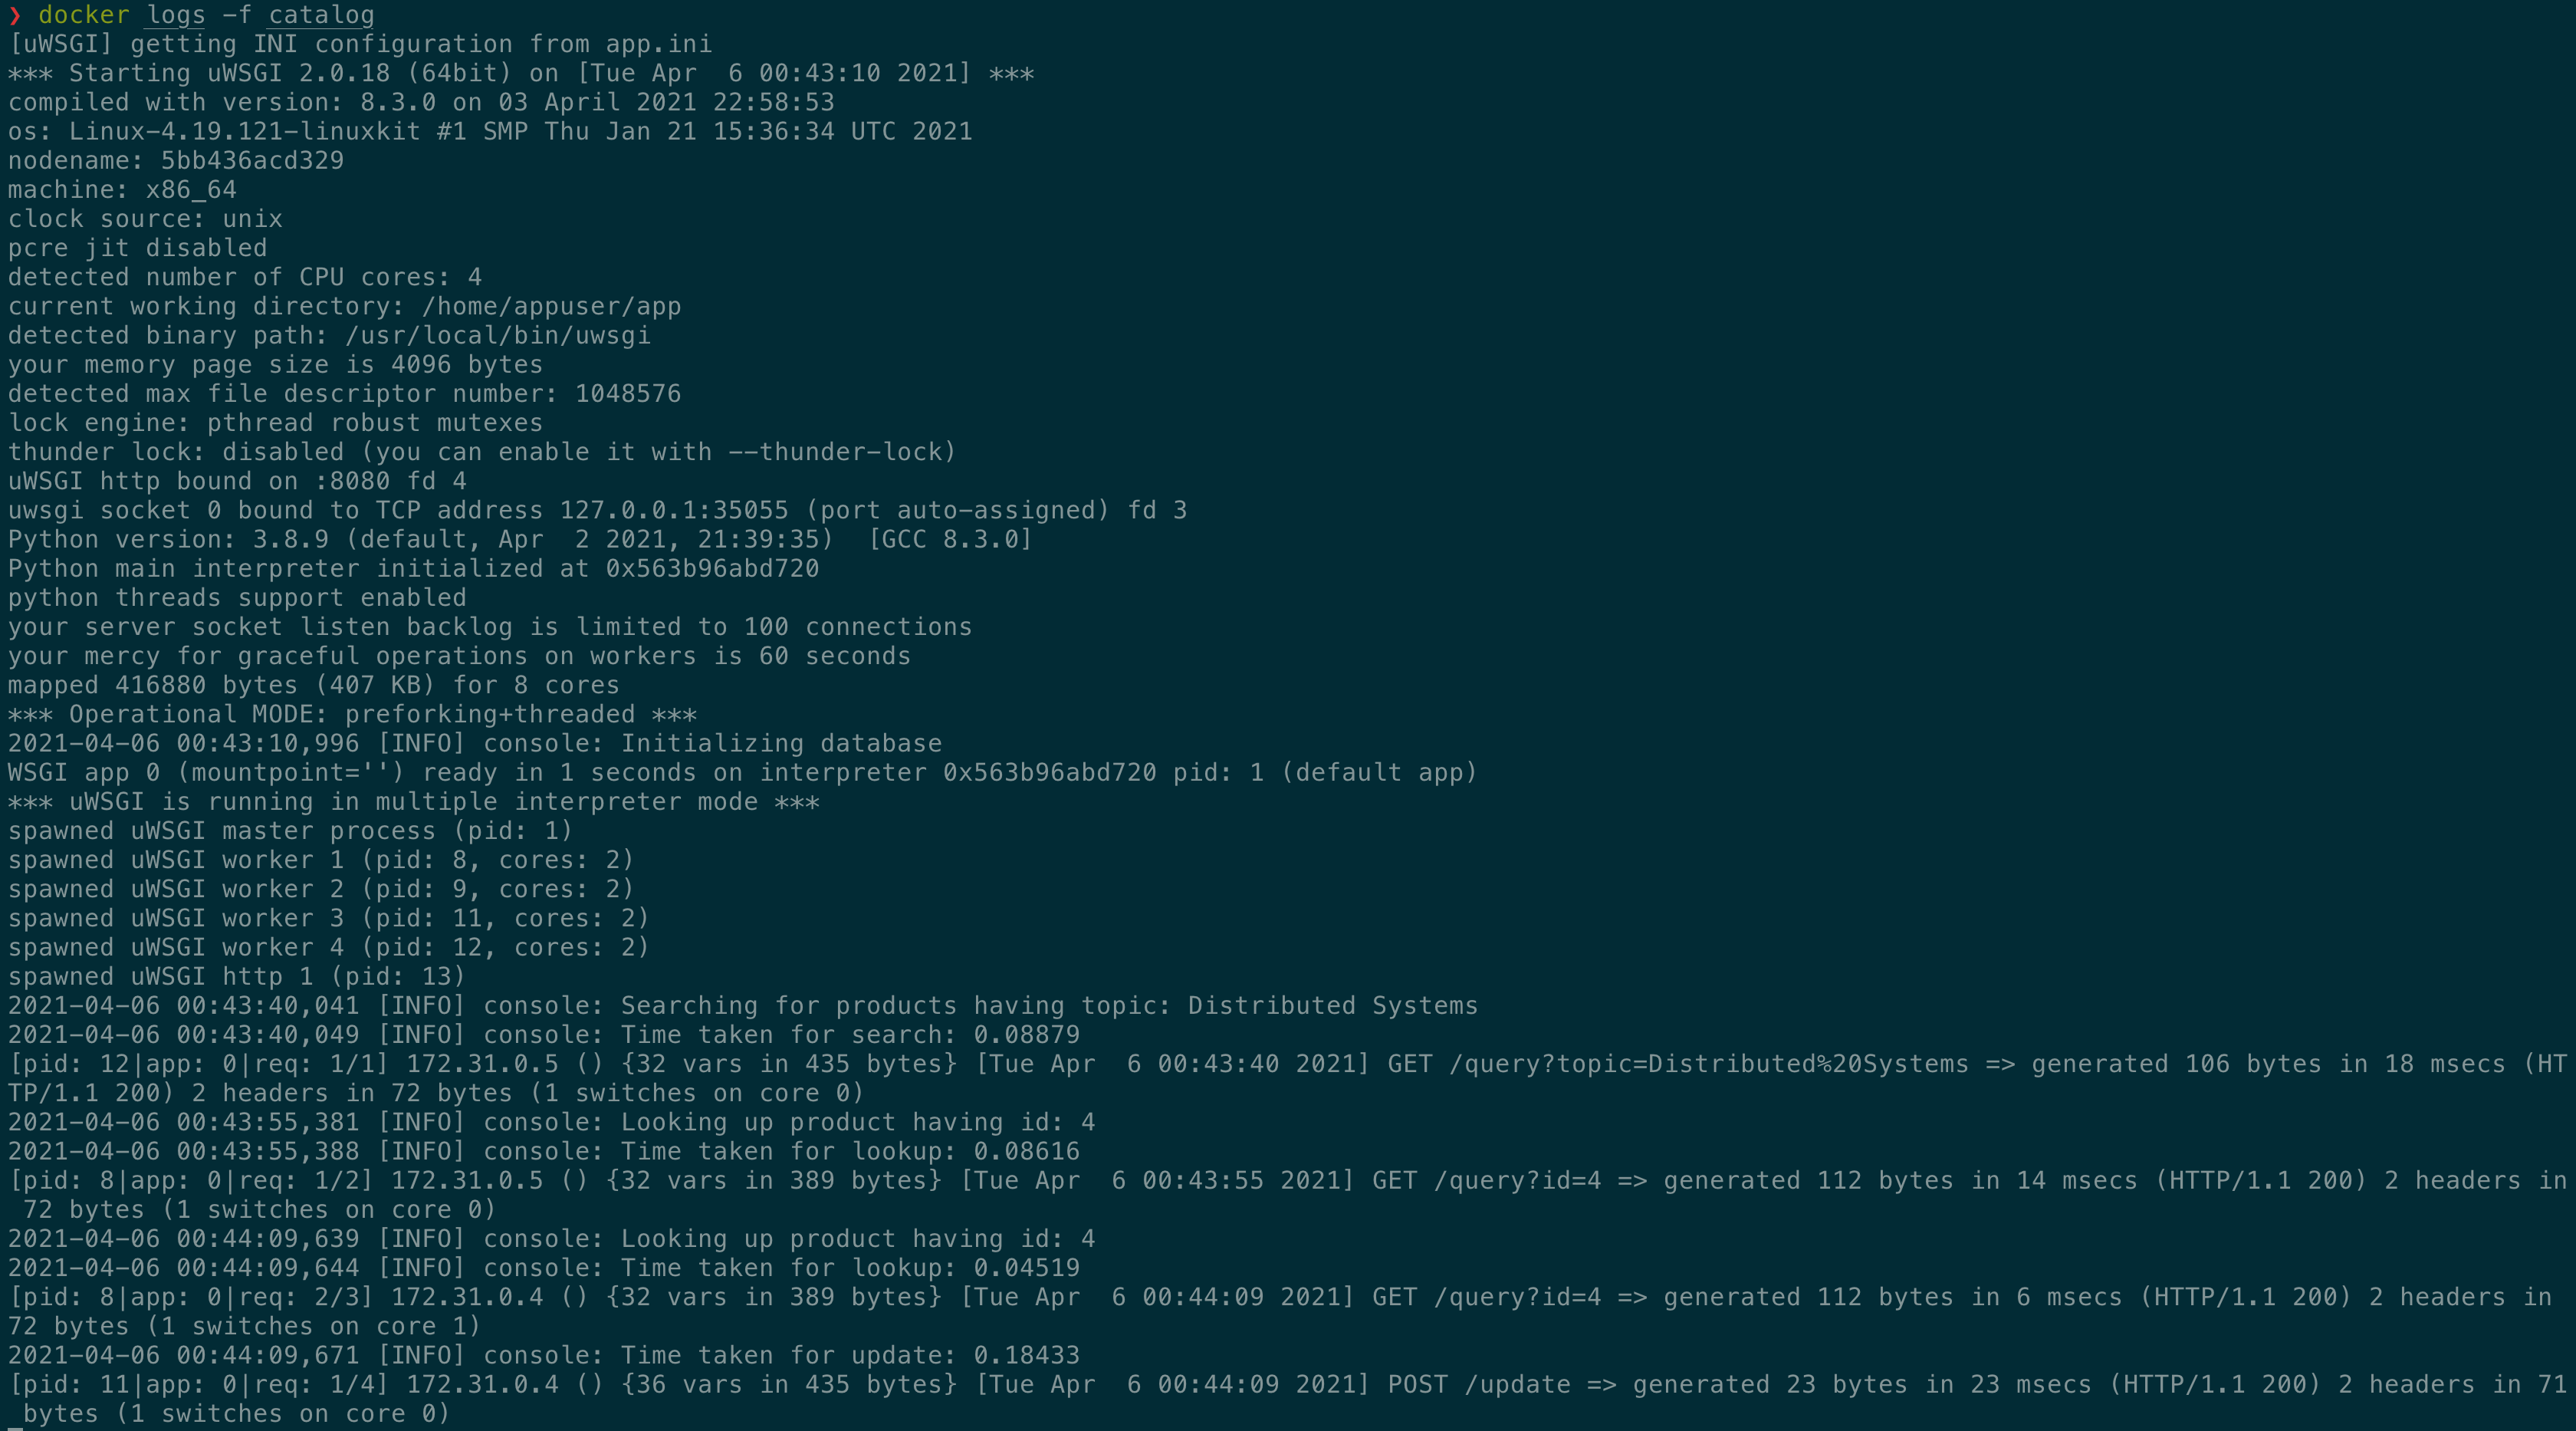 ❯ docker logs -f catalog
[uWSGI] getting INI configuration from app.ini
*** Starting uWSGI 2.0.18 (64bit) on [Tue Apr  6 00:43:10 2021] ***
compiled with version: 8.3.0 on 03 April 2021 22:58:53
os: Linux-4.19.121-linuxkit #1 SMP Thu Jan 21 15:36:34 UTC 2021
nodename: 5bb436acd329
machine: x86_64
clock source: unix
pcre jit disabled
detected number of CPU cores: 4
current working directory: /home/appuser/app
detected binary path: /usr/local/bin/uwsgi
your memory page size is 4096 bytes
detected max file descriptor number: 1048576
lock engine: pthread robust mutexes
thunder lock: disabled (you can enable it with --thunder-lock)
uWSGI http bound on :8080 fd 4
uwsgi socket 0 bound to TCP address 127.0.0.1:35055 (port auto-assigned) fd 3
Python version: 3.8.9 (default, Apr  2 2021, 21:39:35)  [GCC 8.3.0]
Python main interpreter initialized at 0x563b96abd720
python threads support enabled
your server socket listen backlog is limited to 100 connections
your mercy for graceful operations on workers is 60 seconds
mapped 416880 bytes (407 KB) for 8 cores
*** Operational MODE: preforking+threaded ***
2021-04-06 00:43:10,996 [INFO] console: Initializing database
WSGI app 0 (mountpoint='') ready in 1 seconds on interpreter 0x563b96abd720 pid: 1 (default app)
*** uWSGI is running in multiple interpreter mode ***
spawned uWSGI master process (pid: 1)
spawned uWSGI worker 1 (pid: 8, cores: 2)
spawned uWSGI worker 2 (pid: 9, cores: 2)
spawned uWSGI worker 3 (pid: 11, cores: 2)
spawned uWSGI worker 4 (pid: 12, cores: 2)
spawned uWSGI http 1 (pid: 13)
2021-04-06 00:43:40,041 [INFO] console: Searching for products having topic: Distributed Systems
2021-04-06 00:43:40,049 [INFO] console: Time taken for search: 0.08879
[pid: 12|app: 0|req: 1/1] 172.31.0.5 () {32 vars in 435 bytes} [Tue Apr  6 00:43:40 2021] GET /query?topic=Distributed%20Systems => generated 106 bytes in 18 msecs (HT
TP/1.1 200) 2 headers in 72 bytes (1 switches on core 0)
2021-04-06 00:43:55,381 [INFO] console: Looking up product having id: 4
2021-04-06 00:43:55,388 [INFO] console: Time taken for lookup: 0.08616
[pid: 8|app: 0|req: 1/2] 172.31.0.5 () {32 vars in 389 bytes} [Tue Apr  6 00:43:55 2021] GET /query?id=4 => generated 112 bytes in 14 msecs (HTTP/1.1 200) 2 headers in
 72 bytes (1 switches on core 0)
2021-04-06 00:44:09,639 [INFO] console: Looking up product having id: 4
2021-04-06 00:44:09,644 [INFO] console: Time taken for lookup: 0.04519
[pid: 8|app: 0|req: 2/3] 172.31.0.4 () {32 vars in 389 bytes} [Tue Apr  6 00:44:09 2021] GET /query?id=4 => generated 112 bytes in 6 msecs (HTTP/1.1 200) 2 headers in
72 bytes (1 switches on core 1)
2021-04-06 00:44:09,671 [INFO] console: Time taken for update: 0.18433
[pid: 11|app: 0|req: 1/4] 172.31.0.4 () {36 vars in 435 bytes} [Tue Apr  6 00:44:09 2021] POST /update => generated 23 bytes in 23 msecs (HTTP/1.1 200) 2 headers in 71
 bytes (1 switches on core 0)